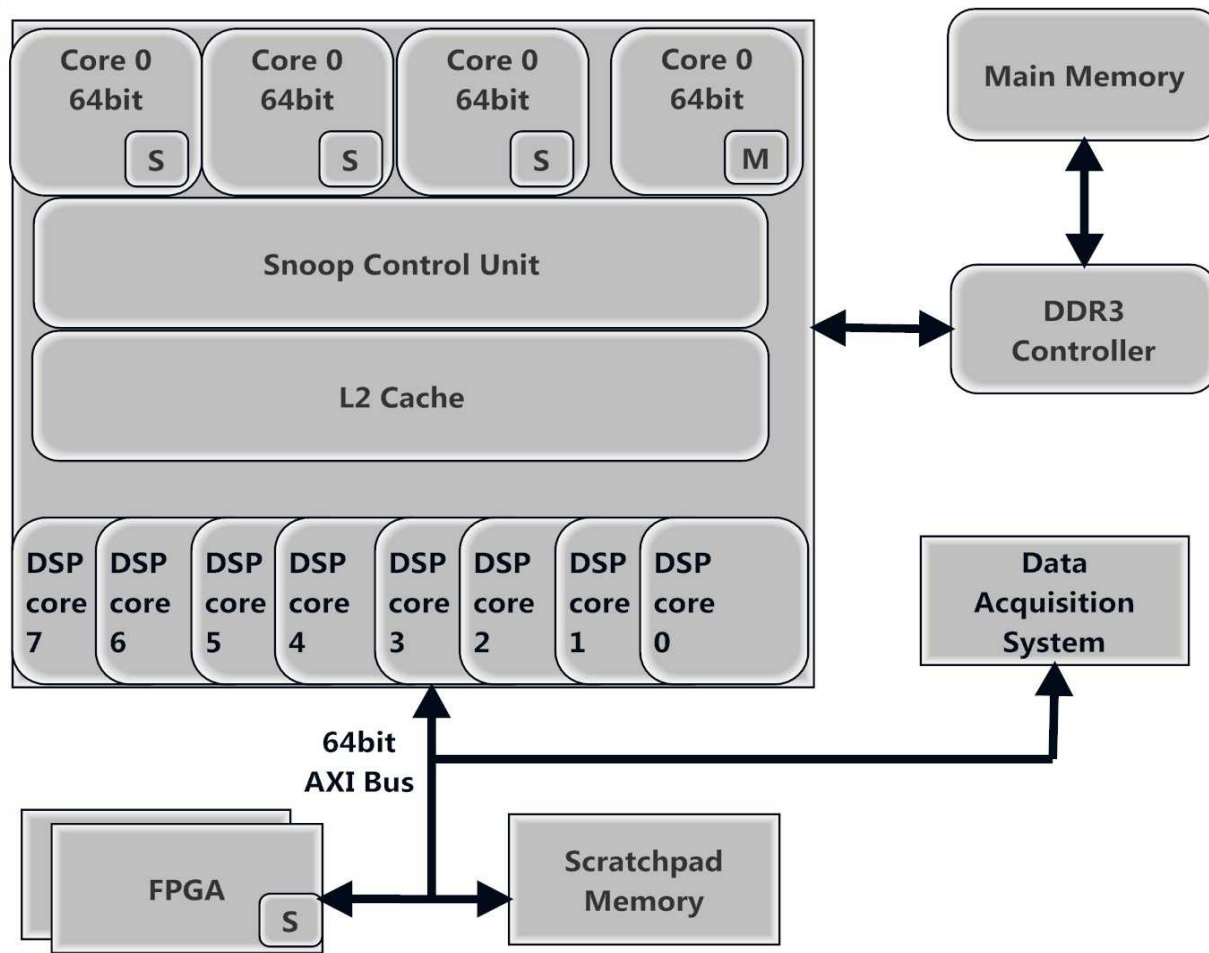 Core 0
64bit
S
Core 0
64bit
S
Core 0
64bit
S
Core 0
64bit
M
Main Memory
Snoop Control Unit
DDR3
Controller
L2 Cache
DSP
core
7
DSP
core
6
DSP
core
5
DSP
core
4
DSP
core
3
DSP
core
2
DSP
core
1
DSP
core
0
Data
Acquisition
System
64bit
AXI Bus
FPGA
S
Scratchpad
Memory